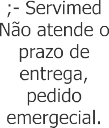 ;- Servimed
Não atende o
prazo de
entrega,
pedido
emergecial.